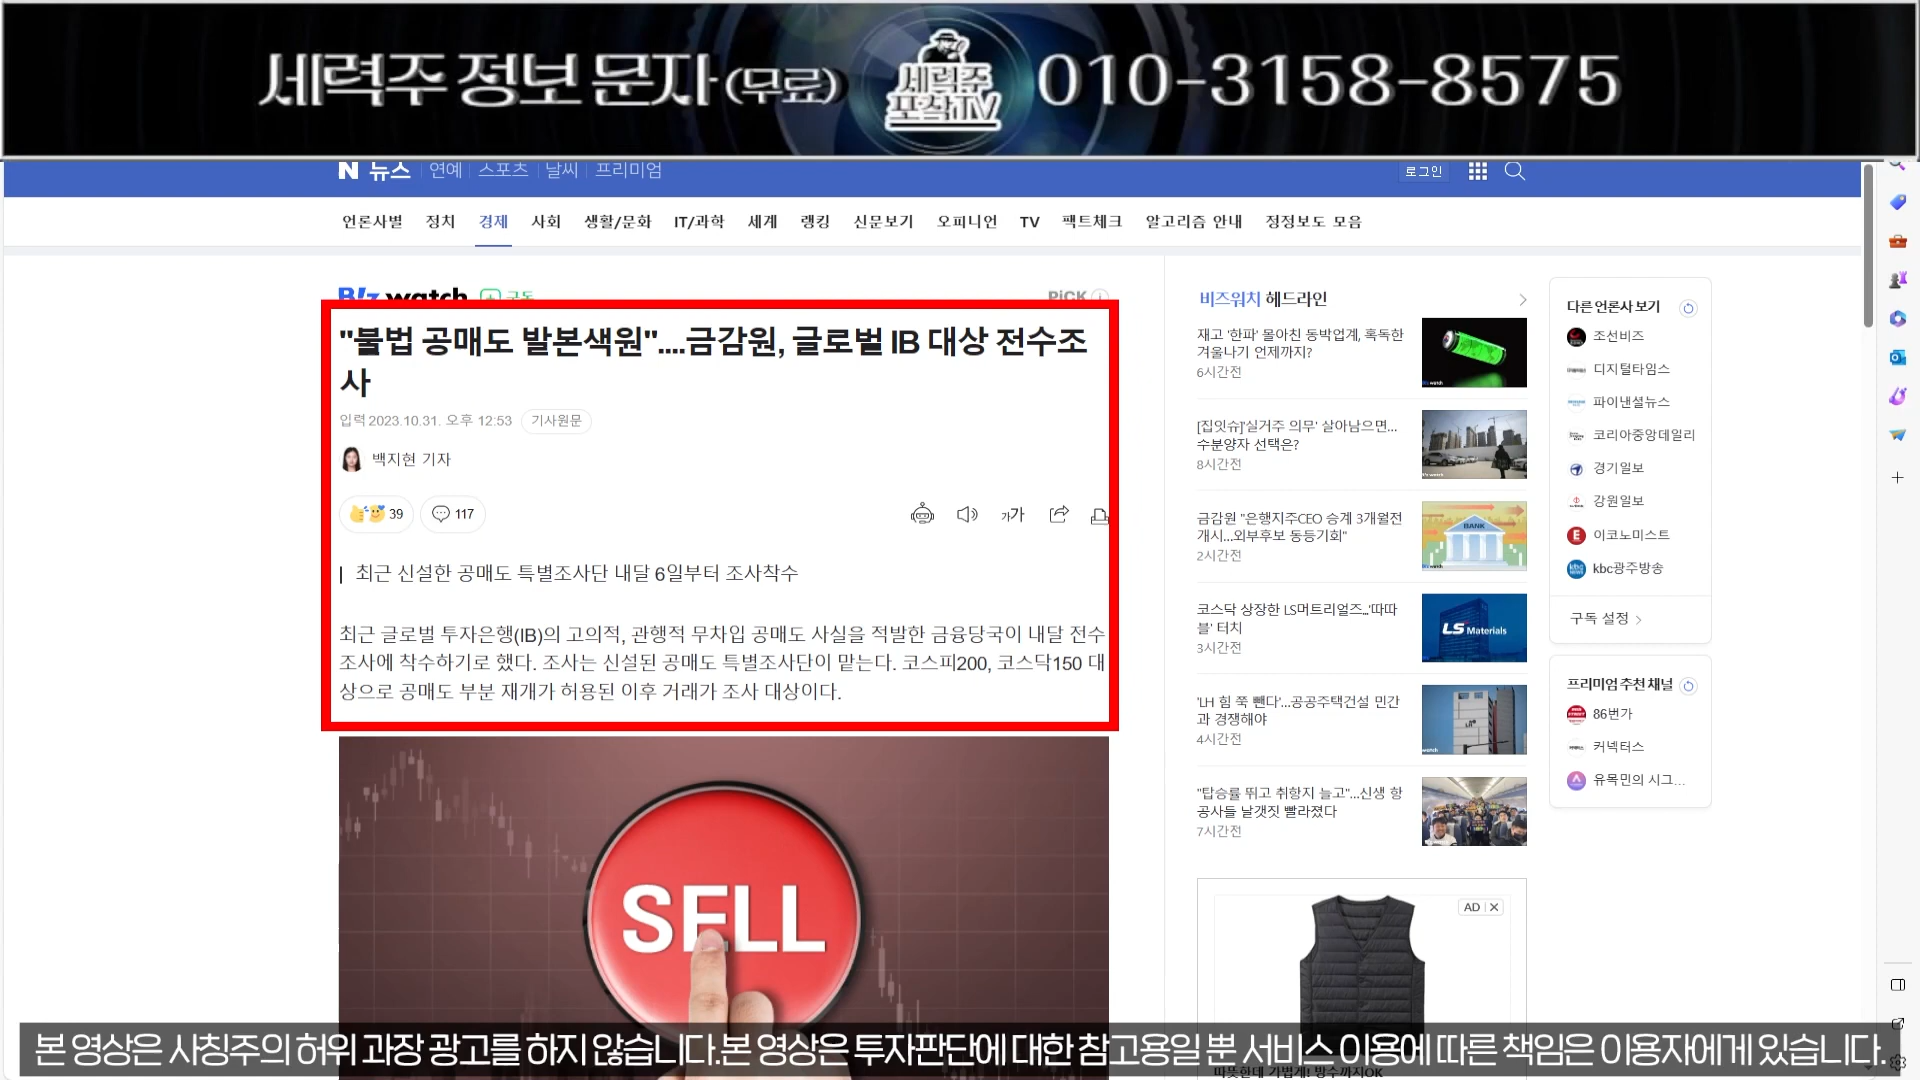 세력주 정보 문자 (무료) 세력주 포착TV 010-3158-8575
N 뉴스 연예 스포츠 날씨 프리미엄 로그인
언론사별 정치 경제 사회 생활/문화 IT/과학 세계 랭킹 신문보기 오피니언 TV 팩트체크 알고리즘 안내 정정보도 모음
Biz watch 구독 PICK
"불법 공매도 발본색원"....금감원, 글로벌 IB 대상 전수조
사
입력 2023.10.31. 오후 12:53 기사원문
백지현 기자
39 117 가가
최근 신설한 공매도 특별조사단 내달 6일부터 조사착수
최근 글로벌 투자은행(IB)의 고의적, 관행적 무차입 공매도 사실을 적발한 금융당국이 내달 전수
조사에 착수하기로 했다. 조사는 신설된 공매도 특별조사단이 맡는다. 코스피200, 코스닥150 대
상으로 공매도 부분 재개가 허용된 이후 거래가 조사 대상이다.
SELL
비즈워치 헤드라인
재고 '한파' 몰아친 동박업계, 혹독한
겨울나기 언제까지?
6시간전
[집잇슈]'실거주 의무' 살아남으면...
수분양자 선택은?
8시간전
금감원 "은행지주CEO 승계 3개월전
개시...외부후보 동등기회"
2시간전
BANK
코스닥 상장한 LS머트리얼즈...'따따
블' 터치
3시간전
LS Materials
'LH 힘 쭉 뺀다'...공공주택건설 민간
과 경쟁해야
4시간전
"탑승률 뛰고 취항지 늘고"...신생 항
공사들 날갯짓 빨라졌다
7시간전
AD
따뜻한데 가볍게! 방수까지OK
다른 언론사 보기
조선비즈
디지털타임스
파이낸셜뉴스
코리아중앙데일리
경기일보
강원일보
이코노미스트
kbc광주방송
구독 설정
프리미엄 추천 채널
86번가
커넥터스
유목민의 시그...
본 영상은 사칭주의 허위 과장 광고를 하지 않습니다.본 영상은 투자판단에 대한 참고용일 뿐 서비스 이용에 따른 책임은 이용자에게 있습니다.